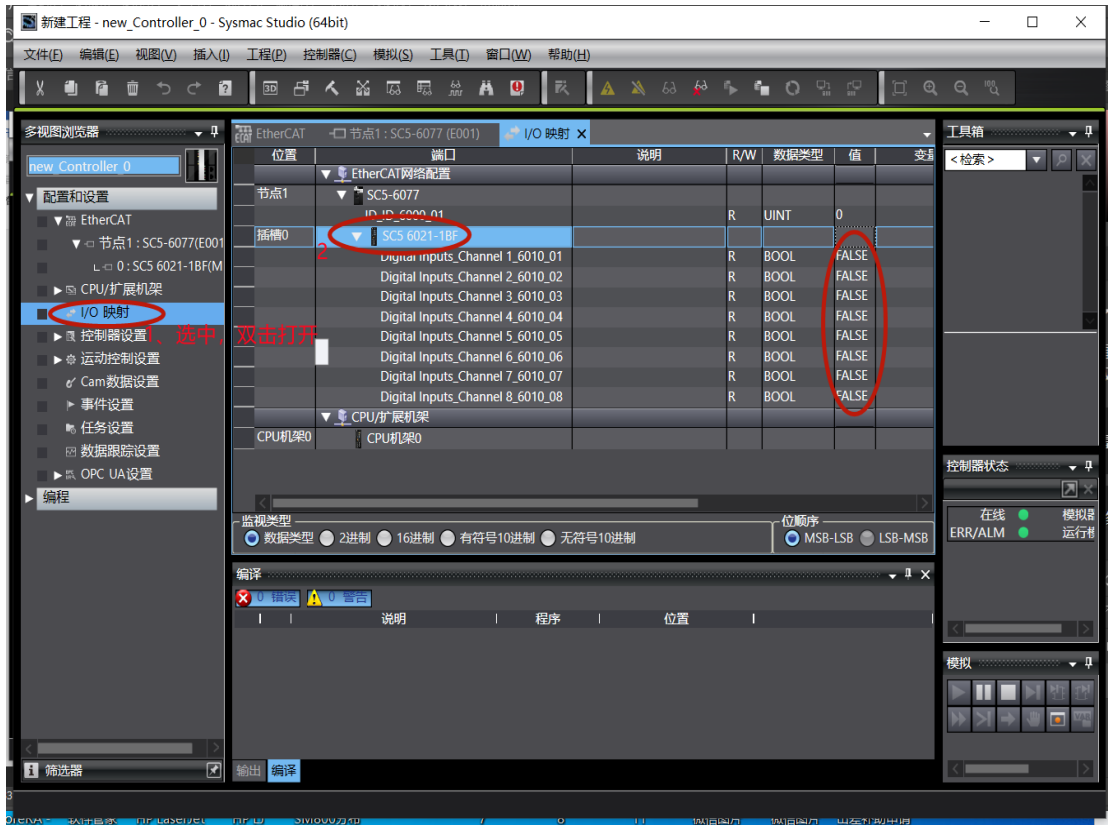 新建工程 - new_Controller_0 - Sysmac Studio (64bit)
文件(F) 编辑(E) 视图(V) 插入(I) 工程(P) 控制器(C) 模拟(S) 工具(T) 窗口(W) 帮助(H)
多视图浏览器
new_Controller_0
配置和设置
EtherCAT
节点1 : SC5-6077(E001
0 : SC5 6021-1BF(M
CPU/扩展机架
I/O 映射
控制器设置
1、选中，双击打开
运动控制设置
Cam数据设置
事件设置
任务设置
数据跟踪设置
OPC UA设置
编程
筛选器
EtherCAT 节点1 : SC5-6077 (E001) I/O 映射
位置 端口 说明 R/W 数据类型 值 变量
EtherCAT网络配置
节点1 SC5-6077
ID_ID_6000_01 R UINT 0
插槽0 SC5 6021-1BF
2
Digital Inputs_Channel 1_6010_01 R BOOL FALSE
Digital Inputs_Channel 2_6010_02 R BOOL FALSE
Digital Inputs_Channel 3_6010_03 R BOOL FALSE
Digital Inputs_Channel 4_6010_04 R BOOL FALSE
Digital Inputs_Channel 5_6010_05 R BOOL FALSE
Digital Inputs_Channel 6_6010_06 R BOOL FALSE
Digital Inputs_Channel 7_6010_07 R BOOL FALSE
Digital Inputs_Channel 8_6010_08 R BOOL FALSE
CPU/扩展机架
CPU机架0 CPU机架0
监视类型
数据类型 2进制 16进制 有符号10进制 无符号10进制
位顺序
MSB-LSB LSB-MSB
编译
0 错误 0 警告
说明 程序 位置
输出 编译
工具箱
<检索>
控制器状态
在线 模拟器
ERR/ALM 运行模
模拟